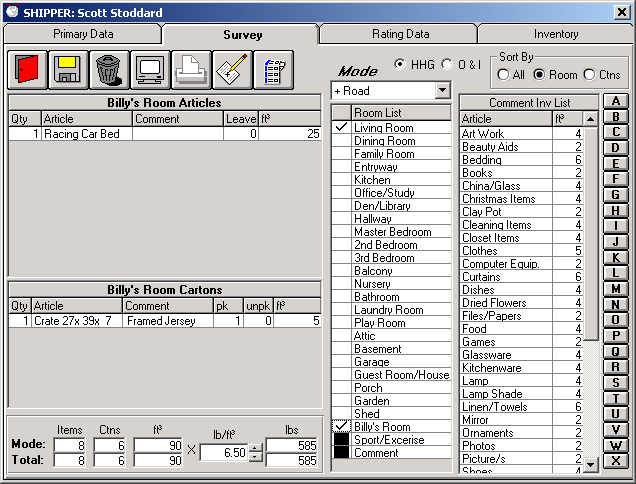 SHIPPER: Scott Stoddard
Primary Data Survey Rating Data Inventory
Mode HHG O & I
Sort By
All Room Ctns
+ Road
Billy's Room Articles
Qty Article Comment Leave ft³
1 Racing Car Bed 0 25
Billy's Room Cartons
Qty Article Comment pk unpk ft³
1 Crate 27x 39x 7 Framed Jersey 1 0 5
Items Ctns ft³ lb/ft³ lbs
Mode: 8 6 90 X 6.50 585
Total: 8 6 90 585
Room List
Living Room
Dining Room
Family Room
Entryway
Kitchen
Office/Study
Den/Library
Hallway
Master Bedroom
2nd Bedroom
3rd Bedroom
Balcony
Nursery
Bathroom
Laundry Room
Play Room
Attic
Basement
Garage
Guest Room/House
Porch
Garden
Shed
Billy's Room
Sport/Excerise
Comment
Comment Inv List
Article ft³
Art Work 4
Beauty Aids 2
Bedding 6
Books 2
China/Glass 4
Christmas Items 4
Clay Pot 2
Cleaning Items 4
Closet Items 4
Clothes 5
Computer Equip. 2
Curtains 6
Dishes 4
Dried Flowers 4
Files/Papers 2
Food 4
Games 2
Glassware 4
Kitchenware 4
Lamp 4
Lamp Shade 4
Linen/Towels 6
Mirror 2
Ornaments 2
Photos 2
Picture/s 2
Shoes 4
A
B
C
D
E
F
G
H
I
J
K
L
M
N
O
P
Q
R
S
T
U
V
W
X